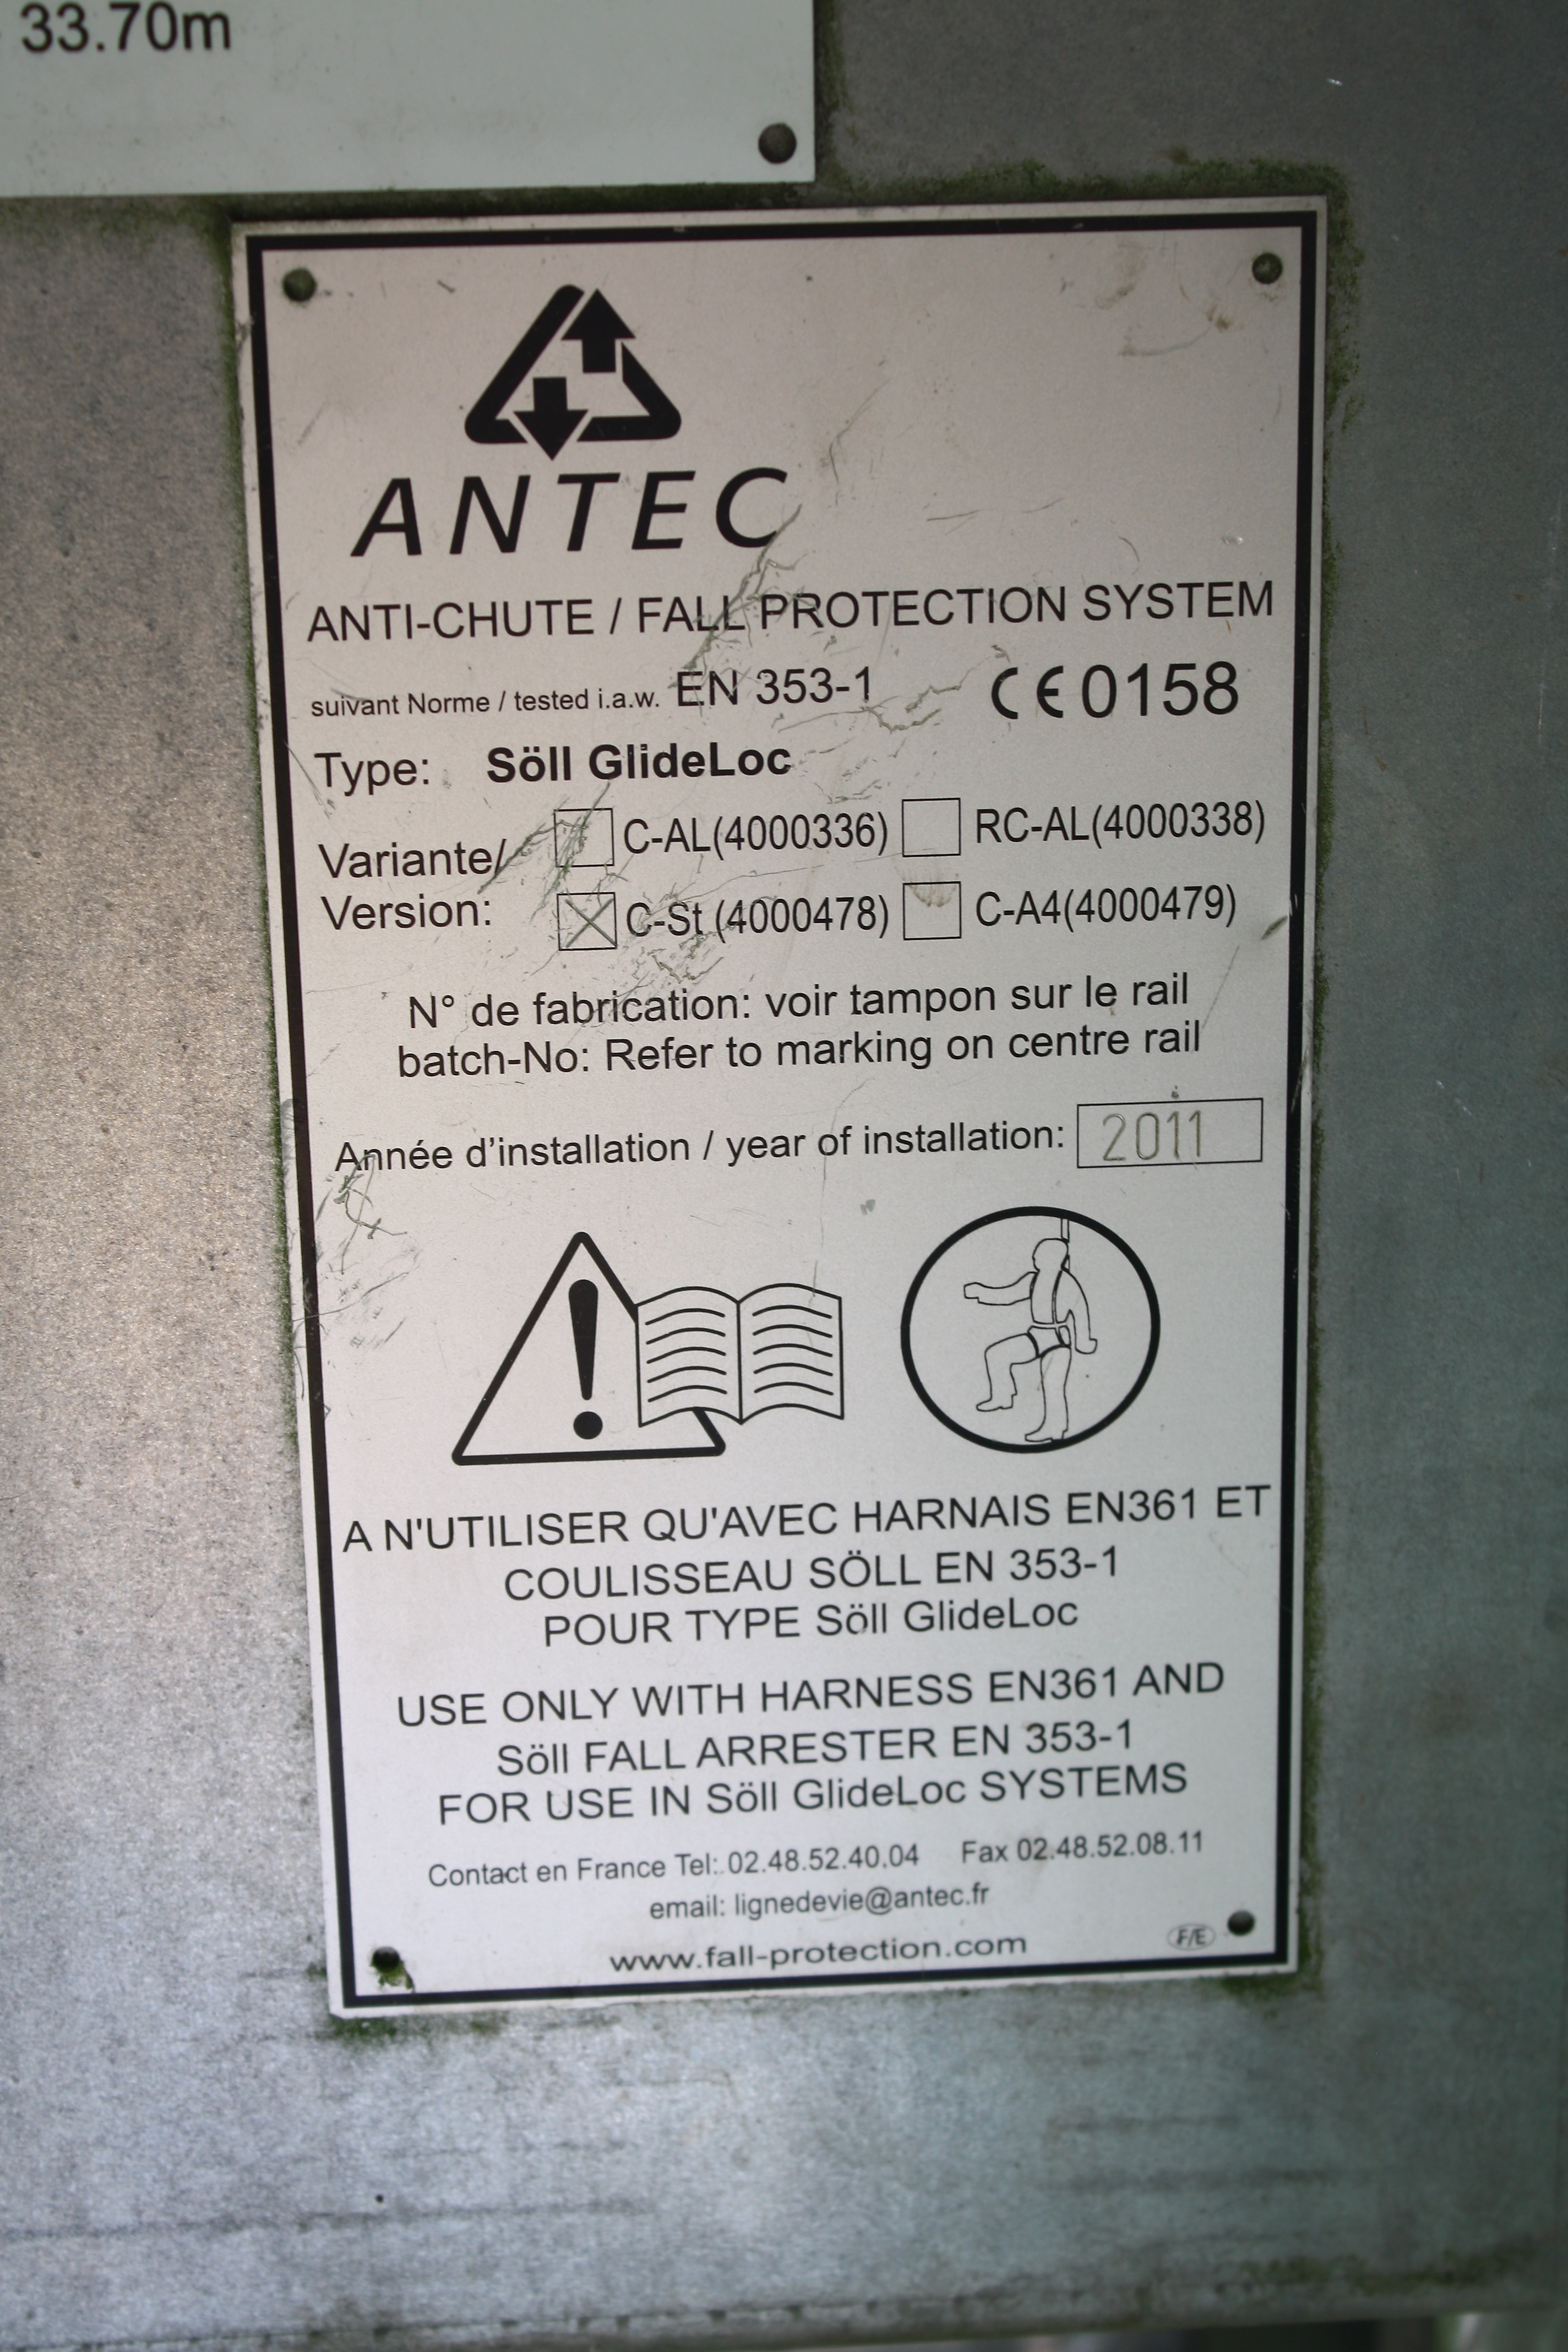 33.70m
ANTEC
ANTI-CHUTE / FALL PROTECTION SYSTEM
suivant Norme / tested i.a.w. EN 353-1 CE 0158
Type: Söll GlideLoc
Variante/ C-AL(4000336) RC-AL(4000338)
Version: C-St (4000478) C-A4(4000479)
N° de fabrication: voir tampon sur le rail
batch-No: Refer to marking on centre rail
Année d'installation / year of installation: 2011
A N'UTILISER QU'AVEC HARNAIS EN361 ET
COULISSEAU SÖLL EN 353-1
POUR TYPE Söll GlideLoc
USE ONLY WITH HARNESS EN361 AND
Söll FALL ARRESTER EN 353-1
FOR USE IN Söll GlideLoc SYSTEMS
Contact en France Tel: 02.48.52.40.04 Fax 02.48.52.08.11
email: lignedevie@antec.fr
www.fall-protection.com F/E